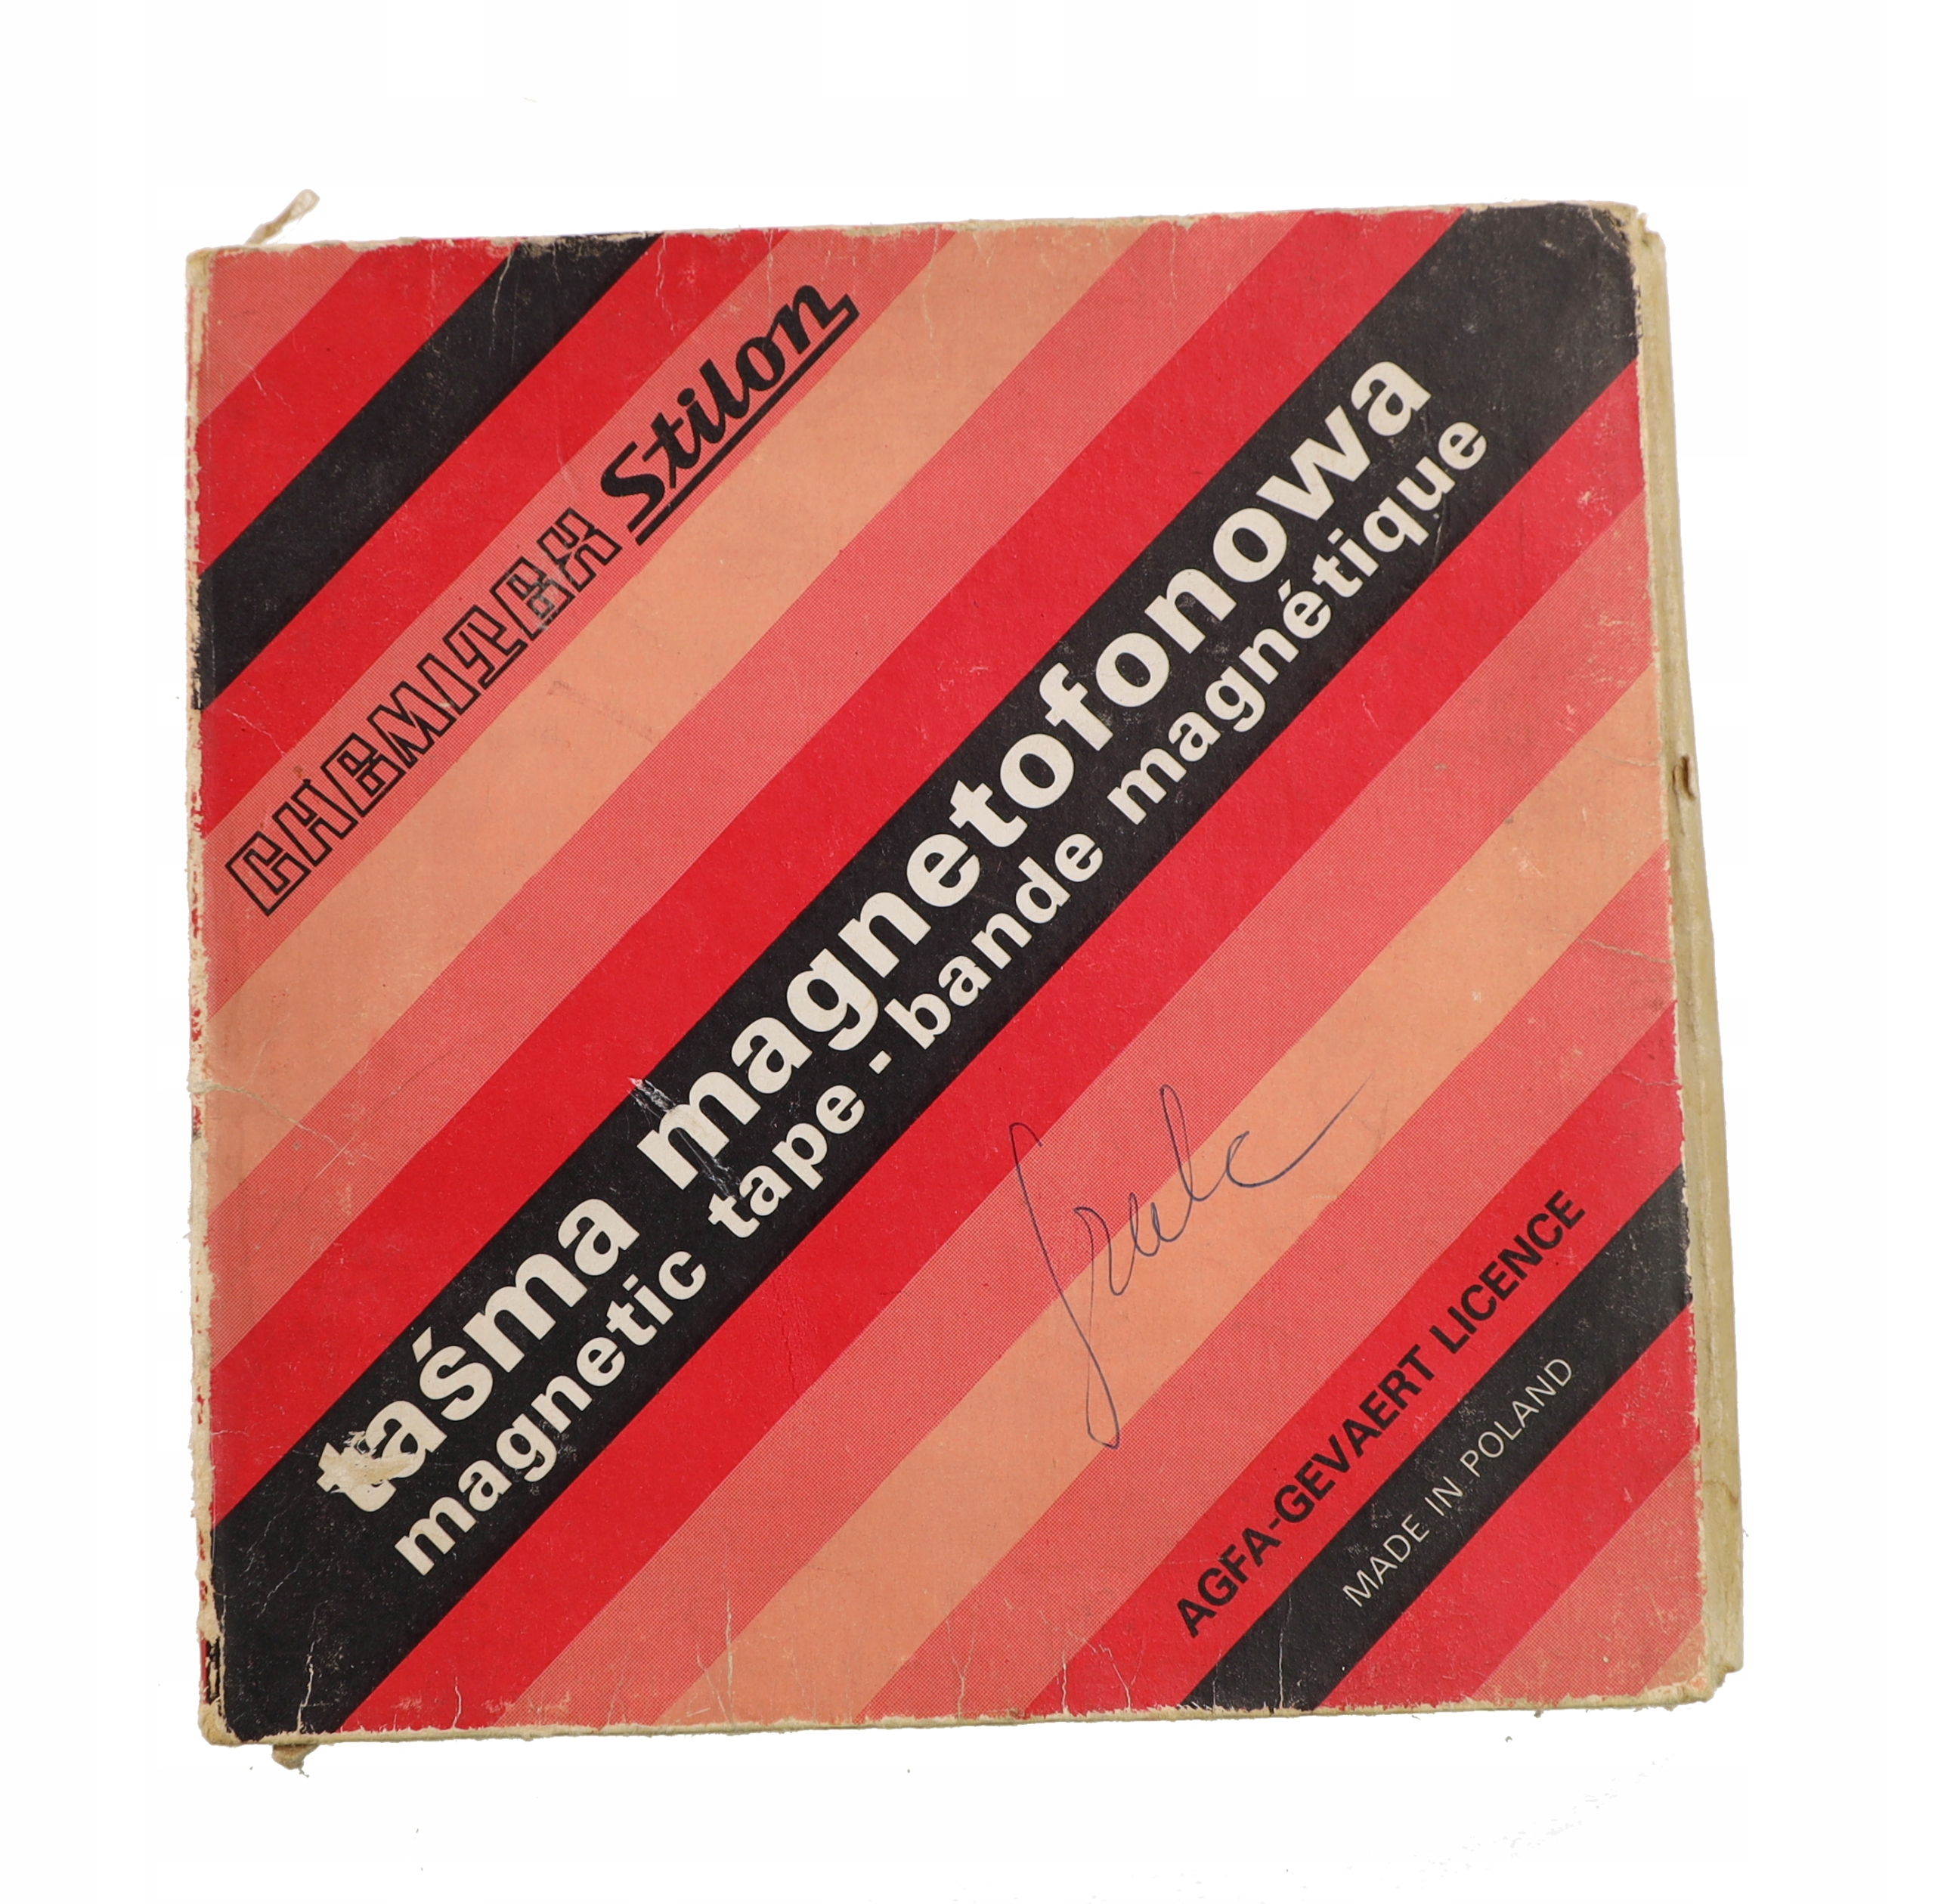 CHEMITEX Stilon
taśma magnetofonowa
magnetic tape - bande magnétique
AGFA-GEVAERT LICENCE
MADE IN POLAND